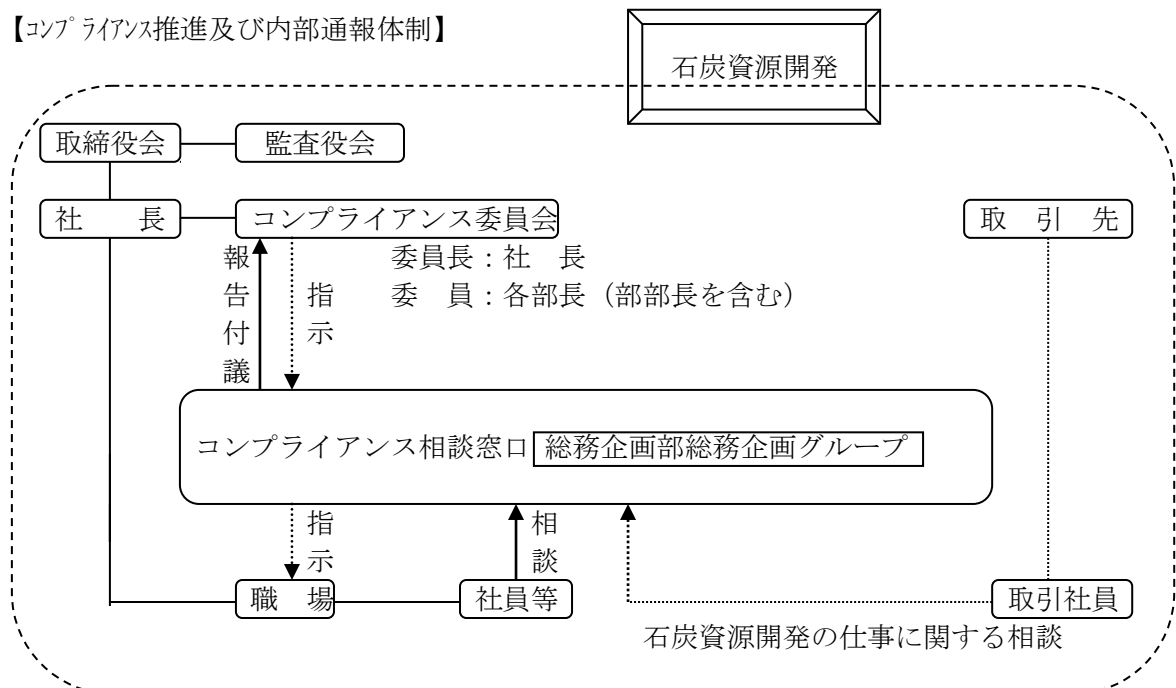 【ｺﾝﾌﾟﾗｲｱﾝｽ推進及び内部通報体制】
石炭資源開発
取締役会
監査役会
社　長
コンプライアンス委員会
取　引　先
報告付議
指示
委員長：社　長
委　員：各部長（部部長を含む）
コンプライアンス相談窓口 総務企画部総務企画グループ
指示
相談
職　場
社員等
取引社員
石炭資源開発の仕事に関する相談